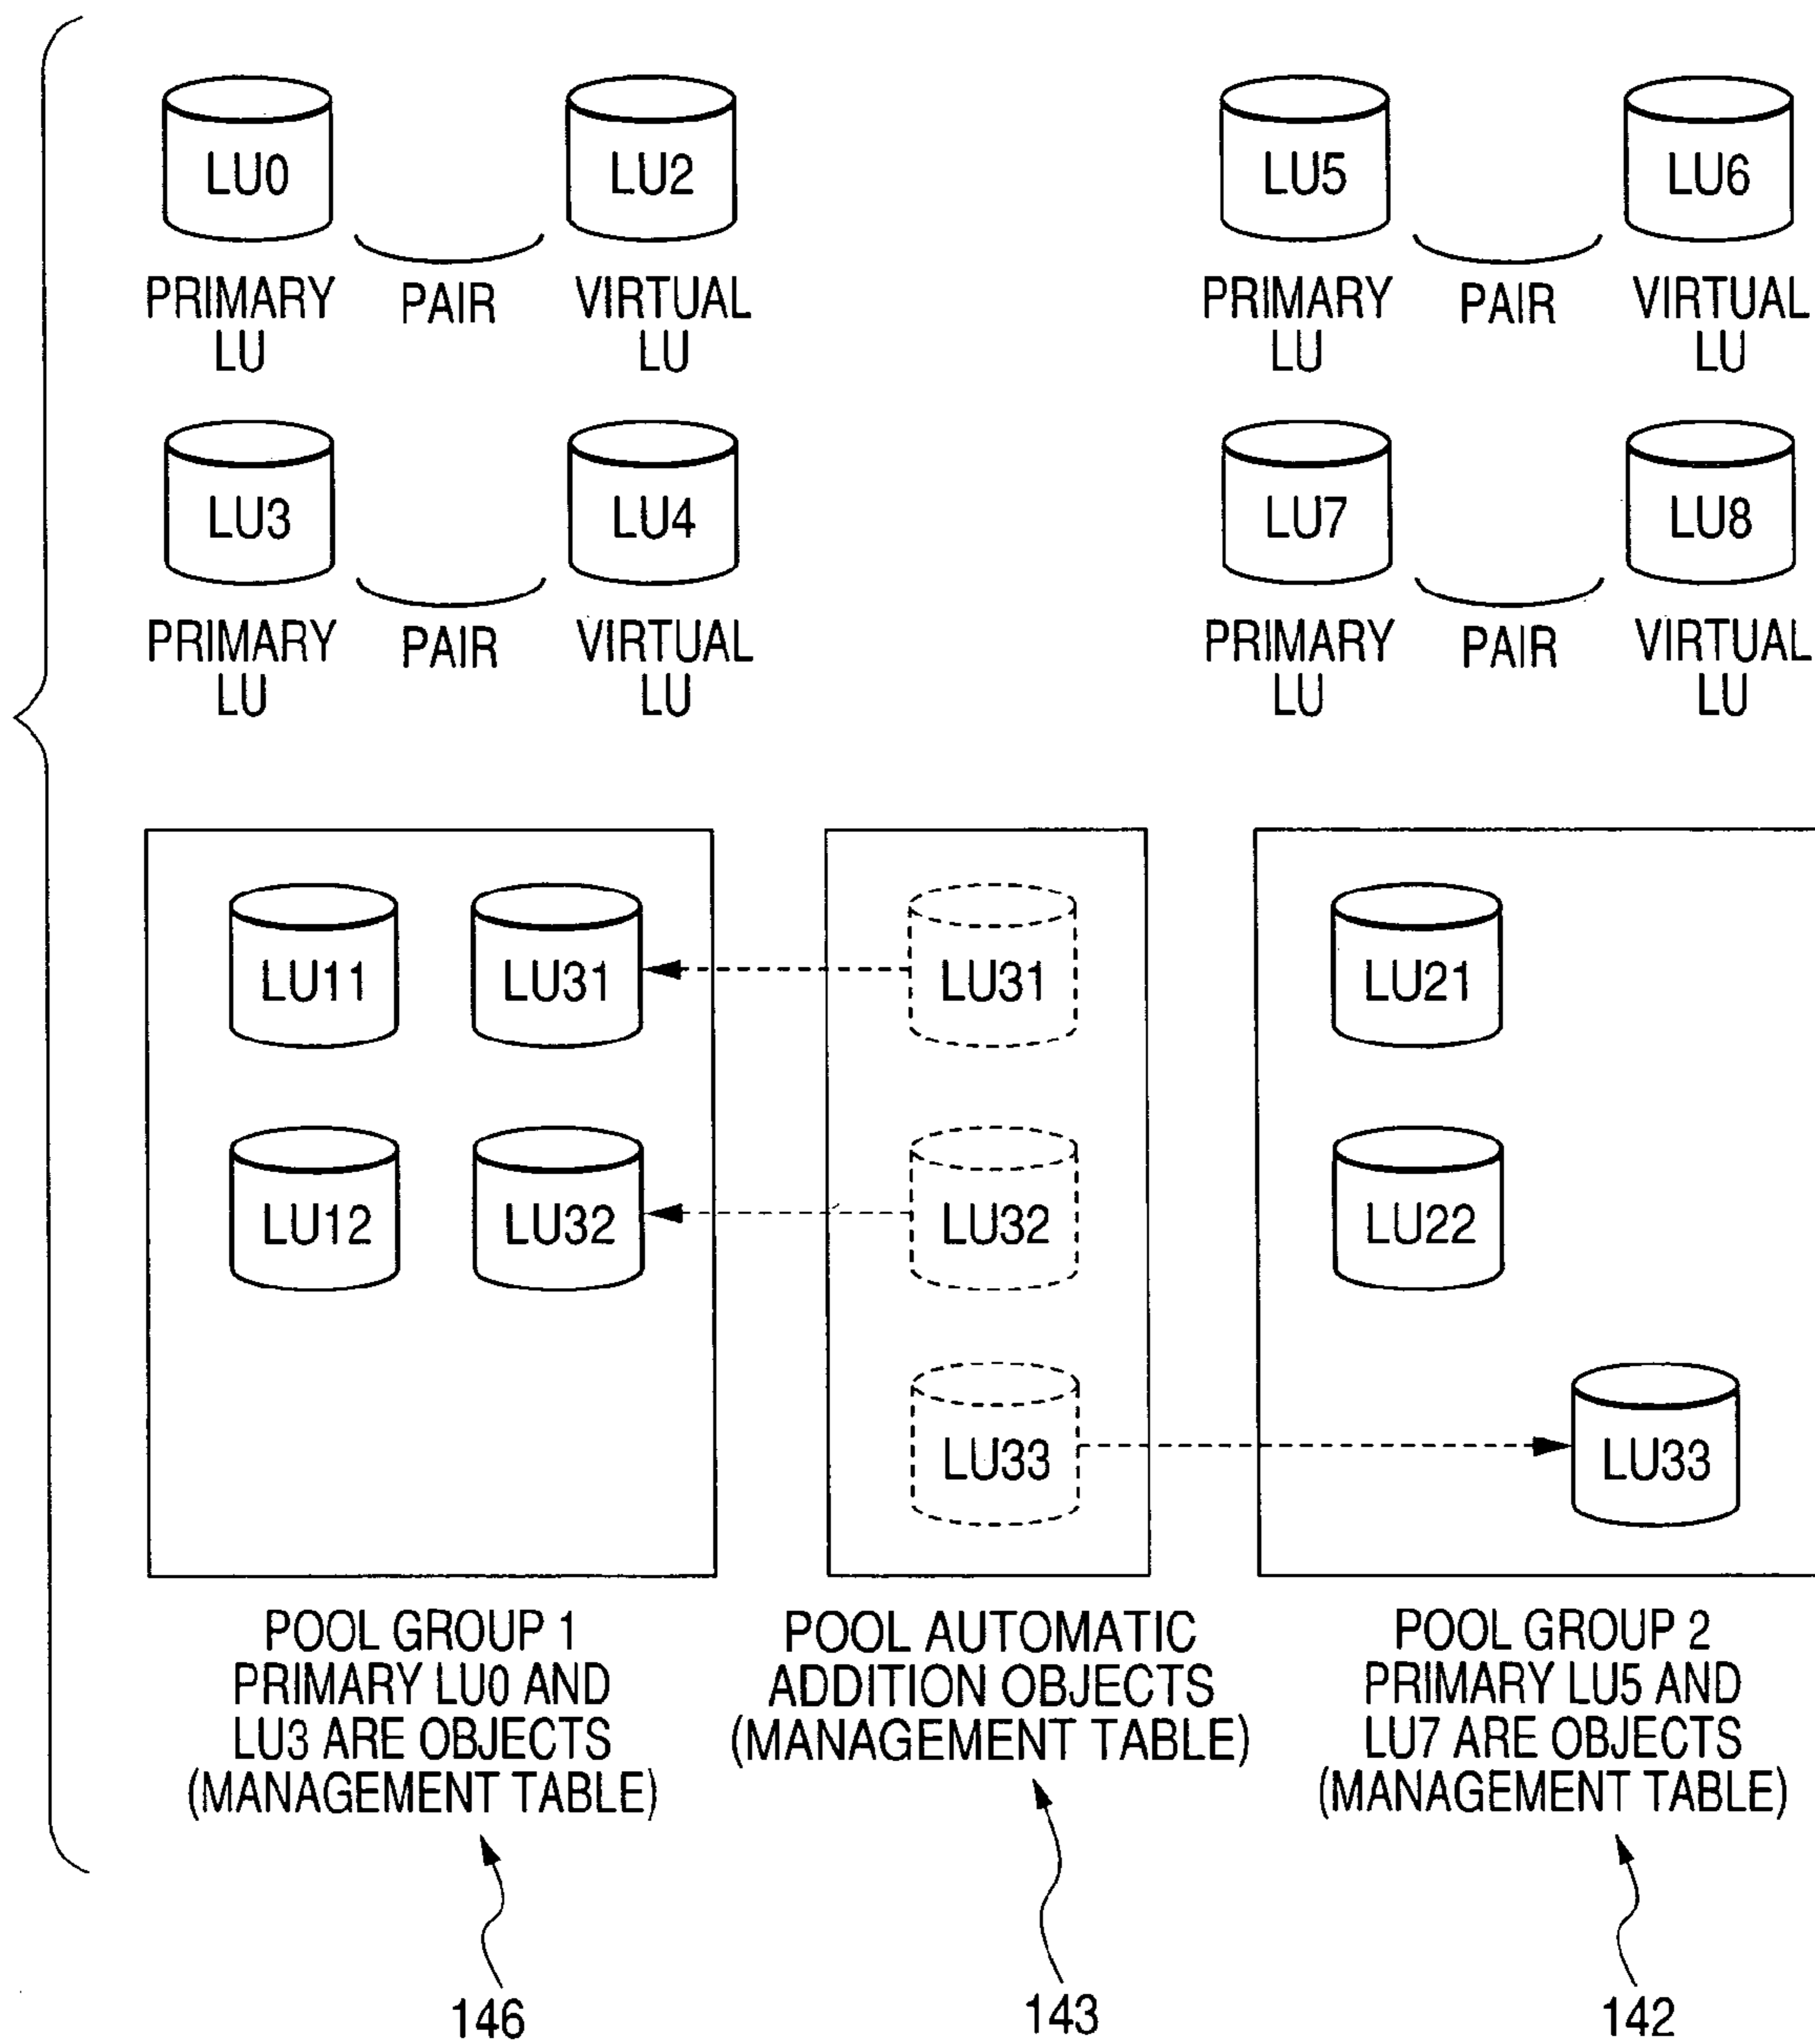 LU0
LU2
LU5
LU6
PRIMARY LU
PAIR
VIRTUAL LU
PRIMARY LU
PAIR
VIRTUAL LU
LU3
LU4
LU7
LU8
PRIMARY LU
PAIR
VIRTUAL LU
PRIMARY LU
PAIR
VIRTUAL LU
LU11
LU31
LU31
LU21
LU12
LU32
LU32
LU22
LU33
LU33
POOL GROUP 1
PRIMARY LU0 AND
LU3 ARE OBJECTS
(MANAGEMENT TABLE)
POOL AUTOMATIC
ADDITION OBJECTS
(MANAGEMENT TABLE)
POOL GROUP 2
PRIMARY LU5 AND
LU7 ARE OBJECTS
(MANAGEMENT TABLE)
146
143
142